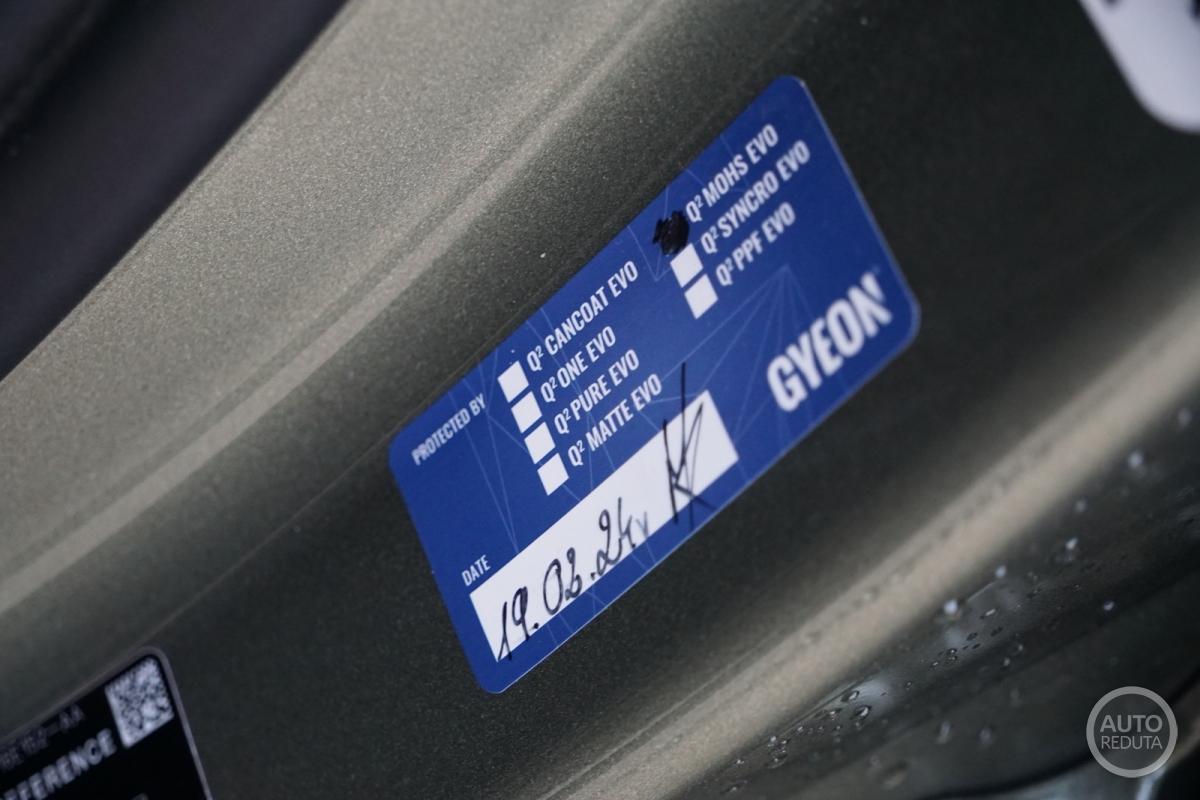 PROTECTED BY
Q² CANCOAT EVO
Q² ONE EVO
Q² PURE EVO
Q² MATTE EVO
Q² MOHS EVO
Q² SYNCRO EVO
Q² PPF EVO
GYEON
DATE
19.02.24
AUTO
REDUTA